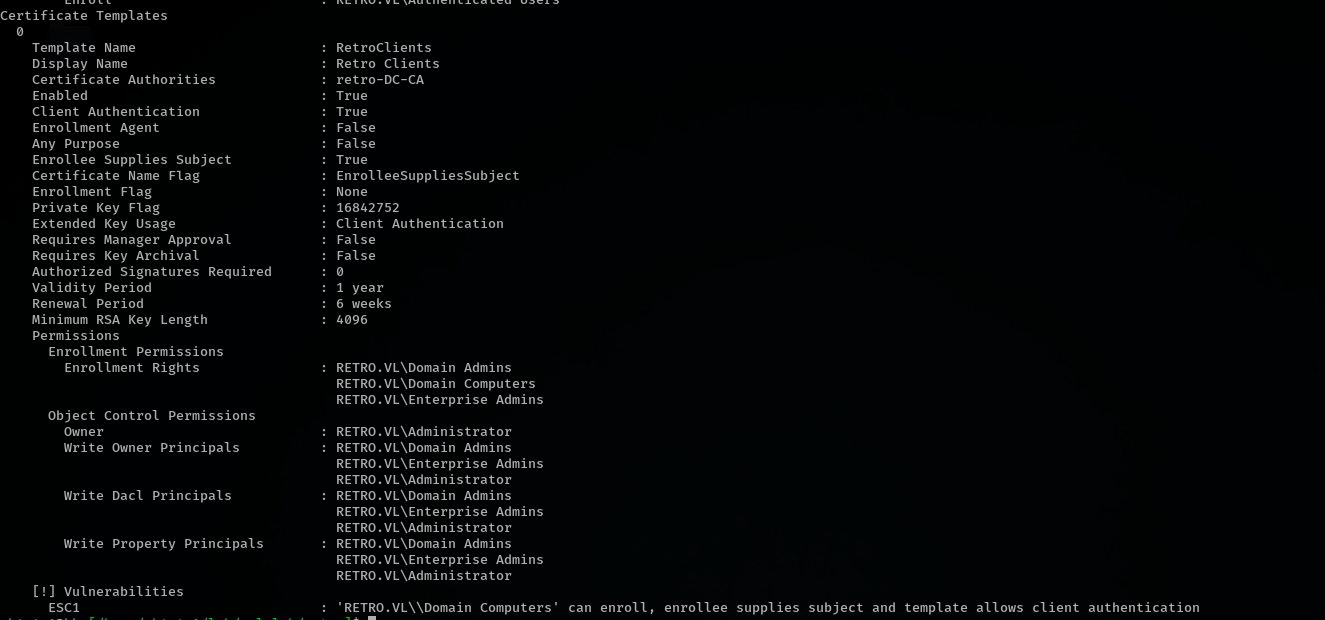 Enroll : RETRO.VL\Authenticated Users
Certificate Templates
0
Template Name : RetroClients
Display Name : Retro Clients
Certificate Authorities : retro-DC-CA
Enabled : True
Client Authentication : True
Enrollment Agent : False
Any Purpose : False
Enrollee Supplies Subject : True
Certificate Name Flag : EnrolleeSuppliesSubject
Enrollment Flag : None
Private Key Flag : 16842752
Extended Key Usage : Client Authentication
Requires Manager Approval : False
Requires Key Archival : False
Authorized Signatures Required : 0
Validity Period : 1 year
Renewal Period : 6 weeks
Minimum RSA Key Length : 4096
Permissions
Enrollment Permissions
Enrollment Rights : RETRO.VL\Domain Admins
RETRO.VL\Domain Computers
RETRO.VL\Enterprise Admins
Object Control Permissions
Owner : RETRO.VL\Administrator
Write Owner Principals : RETRO.VL\Domain Admins
RETRO.VL\Enterprise Admins
RETRO.VL\Administrator
Write Dacl Principals : RETRO.VL\Domain Admins
RETRO.VL\Enterprise Admins
RETRO.VL\Administrator
Write Property Principals : RETRO.VL\Domain Admins
RETRO.VL\Enterprise Admins
RETRO.VL\Administrator
[!] Vulnerabilities
ESC1 : 'RETRO.VL\\Domain Computers' can enroll, enrollee supplies subject and template allows client authentication